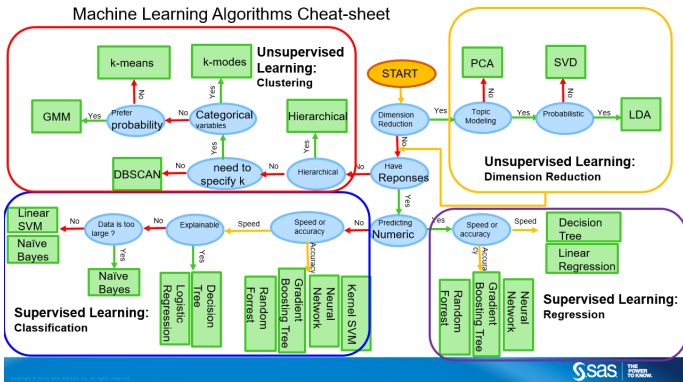 Machine Learning Algorithms Cheat-sheet
Unsupervised
Learning:
Clustering
k-means
k-modes
No
Yes
GMM
Yes
Prefer
probability
No
Categorical
variables
Hierarchical
Yes
Yes
DBSCAN
No
need to
specify k
No
Hierarchical
No
START
Dimension
Reduction
Yes
No
Have
Reponses
Yes
PCA
SVD
No
No
Topic
Modeling
Yes
Probabilistic
Yes
LDA
Unsupervised Learning:
Dimension Reduction
Linear
SVM
Naïve
Bayes
No
Data is too
large ?
No
Explainable
Speed
Speed or
accuracy
No
Predicting
Numeric
Yes
Speed or
accuracy
Speed
Decision
Tree
Linear
Regression
Yes
Naïve
Bayes
Yes
Logistic
Regression
Decision
Tree
Accuracy
Random
Forrest
Gradient
Boosting Tree
Neural
Network
Kernel SVM
Accura
cy
Random
Forrest
Gradient
Boosting Tree
Neural
Network
Supervised Learning:
Classification
Supervised Learning:
Regression
sas
THE
POWER
TO KNOW.